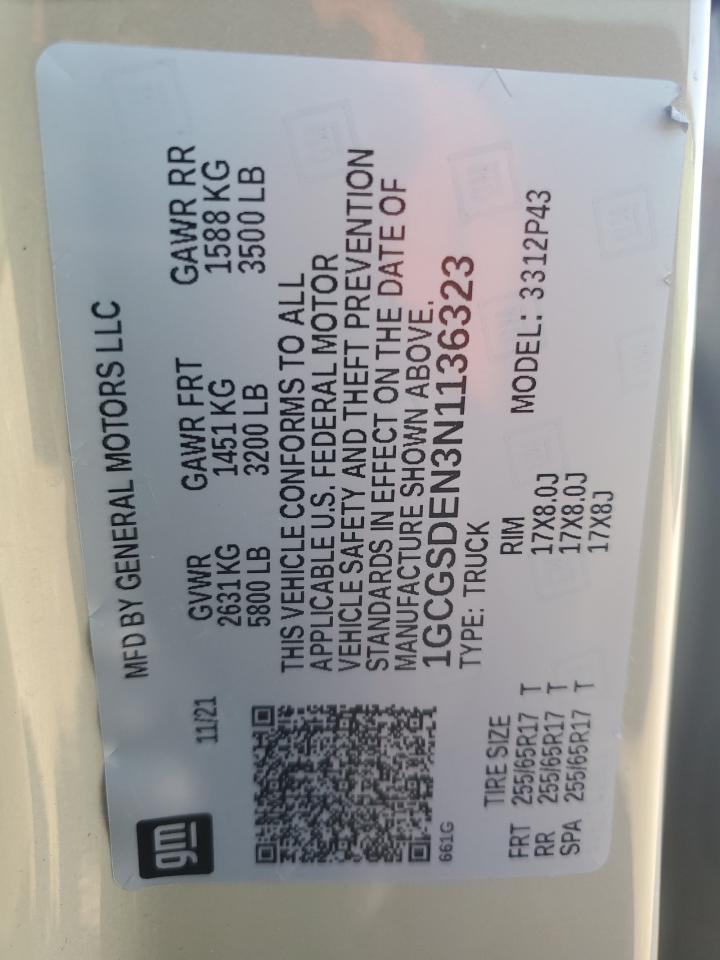 gm
MFD BY GENERAL MOTORS LLC
11/21
GVWR GAWR FRT GAWR RR
2631 KG 1451 KG 1588 KG
5800 LB 3200 LB 3500 LB
THIS VEHICLE CONFORMS TO ALL
APPLICABLE U.S. FEDERAL MOTOR
VEHICLE SAFETY AND THEFT PREVENTION
STANDARDS IN EFFECT ON THE DATE OF
MANUFACTURE SHOWN ABOVE.
1GCGSDEN3N1136323
661G
TYPE: TRUCK
TIRE SIZE RIM MODEL: 3312P43
FRT 255/65R17 T 17X8.0J
RR 255/65R17 T 17X8.0J
SPA 255/65R17 T 17X8J